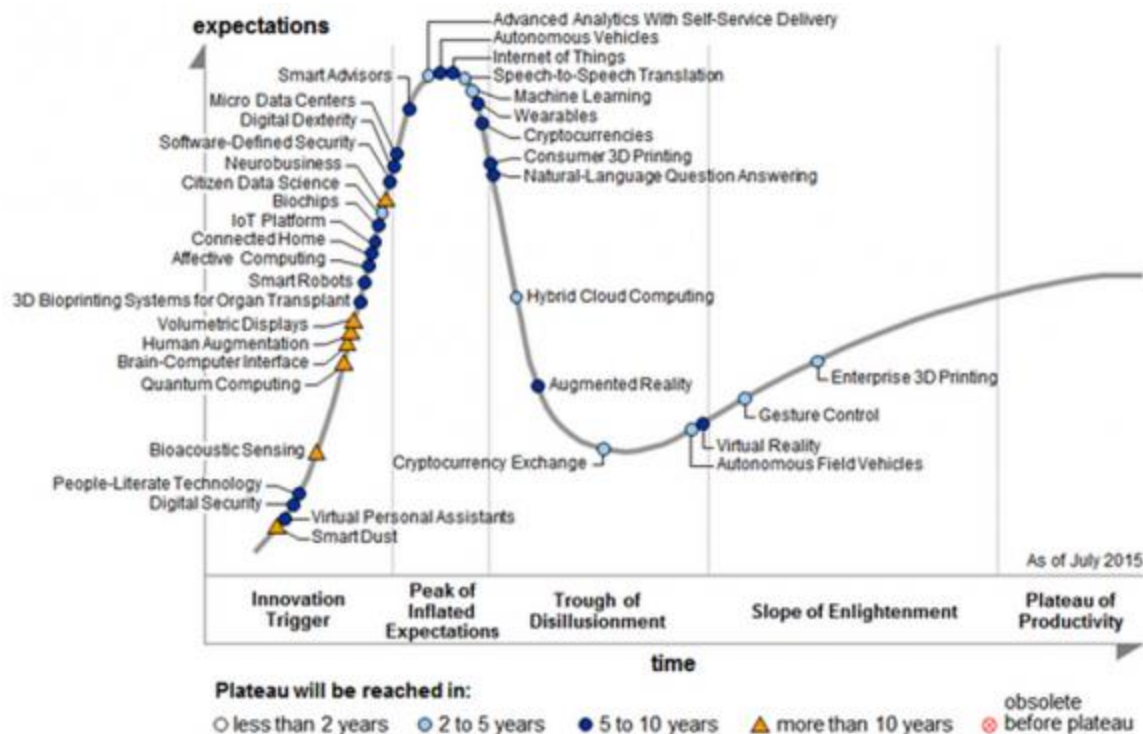 expectations
Advanced Analytics With Self-Service Delivery
Autonomous Vehicles
Internet of Things
Speech-to-Speech Translation
Machine Learning
Wearables
Cryptocurrencies
Consumer 3D Printing
Natural-Language Question Answering
Smart Advisors
Micro Data Centers
Digital Dexterity
Software-Defined Security
Neurobusiness
Citizen Data Science
Biochips
IoT Platform
Connected Home
Affective Computing
Smart Robots
3D Bioprinting Systems for Organ Transplant
Volumetric Displays
Human Augmentation
Brain-Computer Interface
Quantum Computing
Bioacoustic Sensing
People-Literate Technology
Digital Security
Virtual Personal Assistants
Smart Dust
Hybrid Cloud Computing
Augmented Reality
Cryptocurrency Exchange
Enterprise 3D Printing
Gesture Control
Virtual Reality
Autonomous Field Vehicles
As of July 2015
Innovation
Trigger
Peak of
Inflated
Expectations
Trough of
Disillusionment
Slope of Enlightenment
Plateau of
Productivity
time
Plateau will be reached in:
less than 2 years
2 to 5 years
5 to 10 years
more than 10 years
obsolete
before plateau